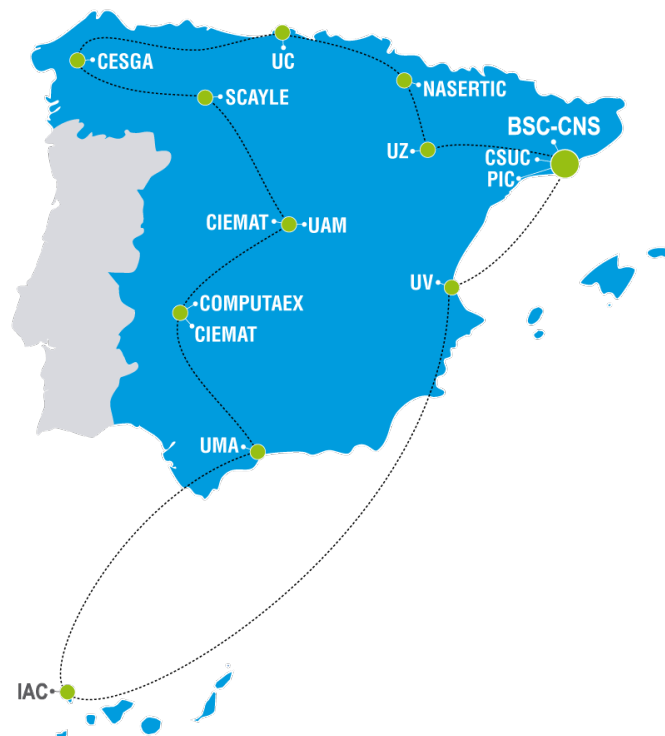 CESGA
UC
SCAYLE
NASERTIC
BSC-CNS
UZ
CSUC
PIC
CIEMAT
UAM
UV
COMPUTAEX
CIEMAT
UMA
IAC